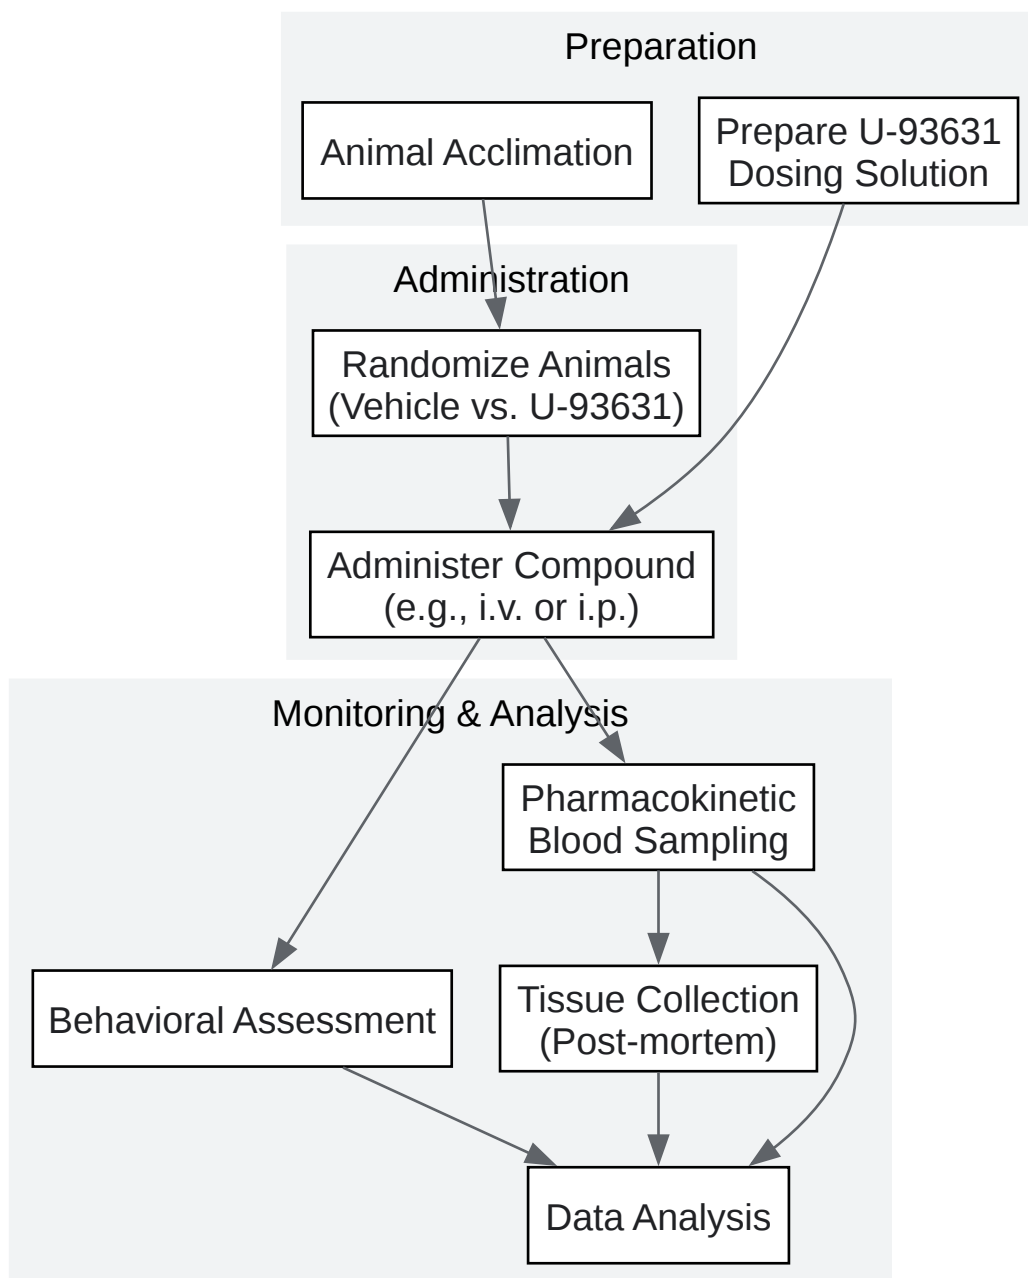 Preparation
Animal Acclimation
Prepare U-93631
Dosing Solution
Administration
Randomize Animals
(Vehicle vs. U-93631)
Administer Compound
(e.g., i.v. or i.p.)
Monitoring & Analysis
Pharmacokinetic
Blood Sampling
Behavioral Assessment
Tissue Collection
(Post-mortem)
Data Analysis